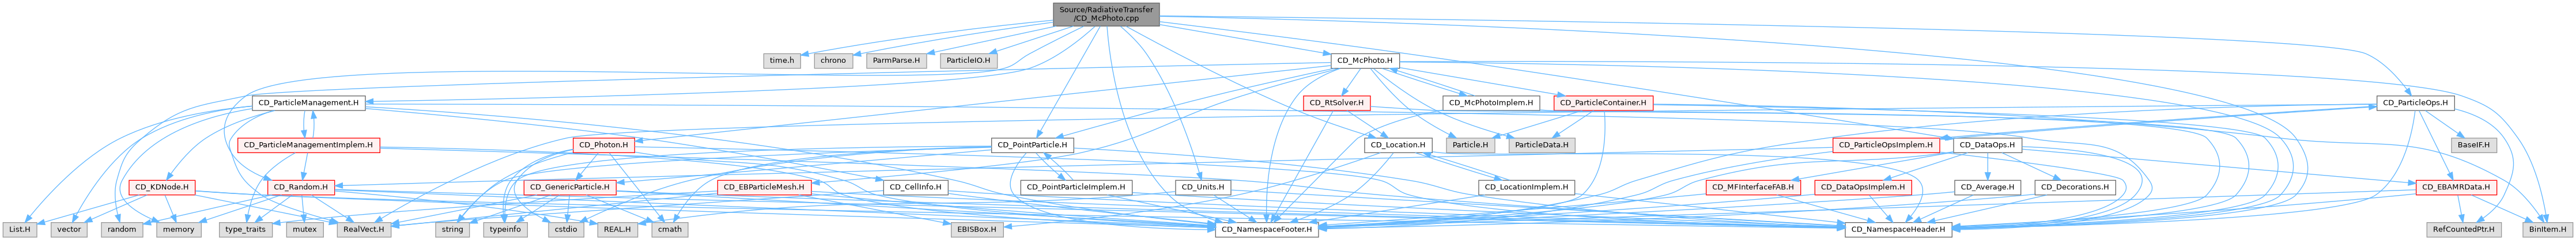 Source/RadiativeTransfer
/CD_McPhoto.cpp
time.h
chrono
ParmParse.H
ParticleIO.H
CD_McPhoto.H
CD_ParticleManagement.H
CD_RtSolver.H
CD_McPhotoImplem.H
CD_ParticleContainer.H
CD_ParticleOps.H
CD_ParticleManagementImplem.H
CD_Photon.H
CD_PointParticle.H
Particle.H
ParticleData.H
CD_Location.H
CD_ParticleOpsImplem.H
CD_DataOps.H
BaseIF.H
CD_KDNode.H
CD_Random.H
CD_GenericParticle.H
CD_EBParticleMesh.H
CD_CellInfo.H
CD_PointParticleImplem.H
CD_Units.H
CD_LocationImplem.H
CD_MFInterfaceFAB.H
CD_DataOpsImplem.H
CD_Average.H
CD_Decorations.H
CD_EBAMRData.H
List.H
vector
random
memory
type_traits
mutex
RealVect.H
string
typeinfo
cstdio
REAL.H
cmath
EBISBox.H
CD_NamespaceFooter.H
CD_NamespaceHeader.H
RefCountedPtr.H
BinItem.H